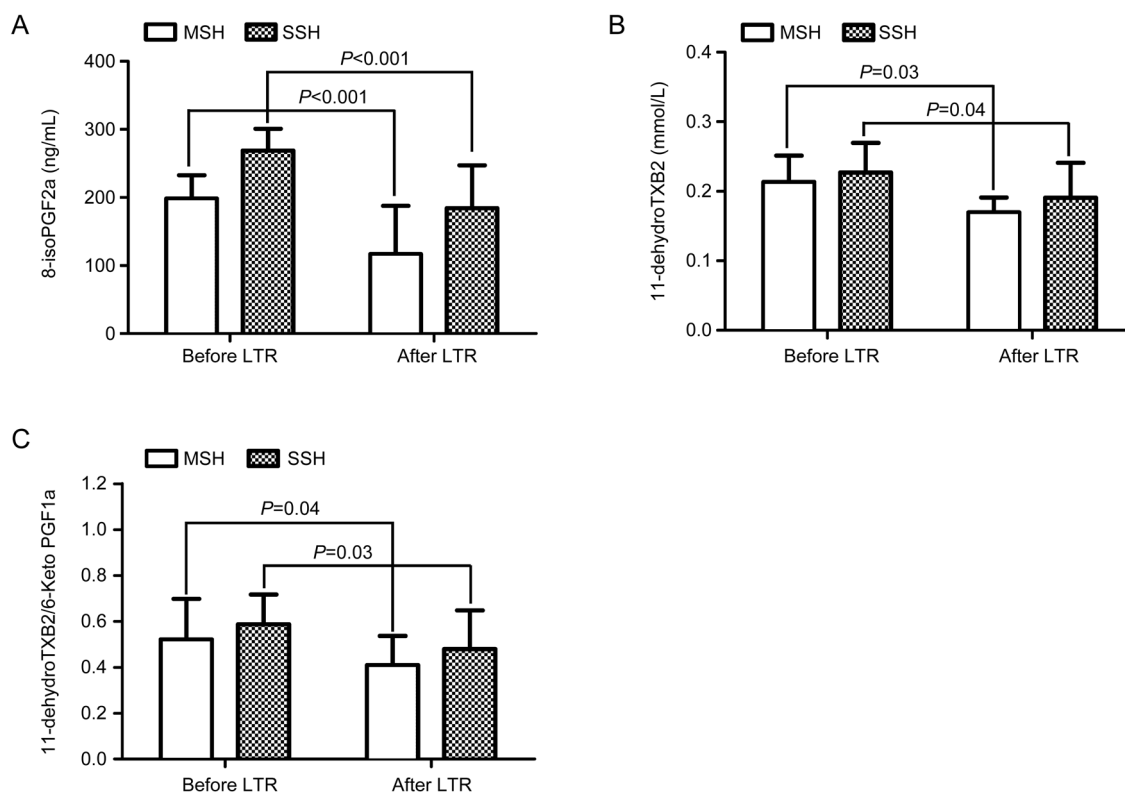 A
MSH SSH
8-isoPGF2a (ng/mL)
400
300
200
100
0
P<0.001
P<0.001
Before LTR After LTR
B
MSH SSH
11-dehydroTXB2 (mmol/L)
0.4
0.3
0.2
0.1
0.0
P=0.03
P=0.04
Before LTR After LTR
C
MSH SSH
11-dehydroTXB2/6-Keto PGF1a
1.2
1.0
0.8
0.6
0.4
0.2
0.0
P=0.04
P=0.03
Before LTR After LTR